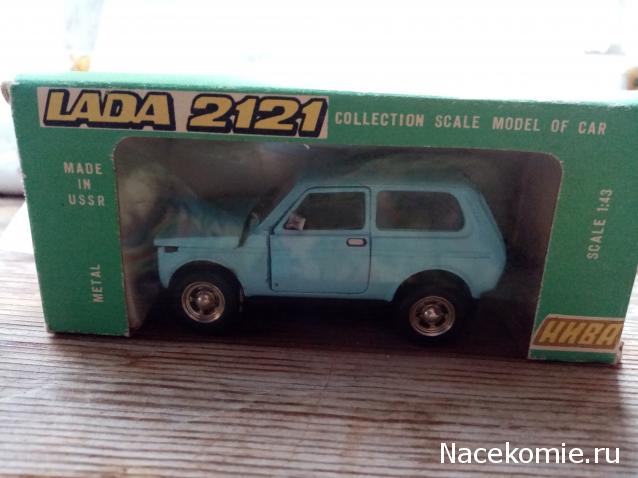 LADA 2121 COLLECTION SCALE MODEL OF CAR
MADE
IN
USSR
METAL
SCALE 1:43
НИВА
Nacekomie.ru